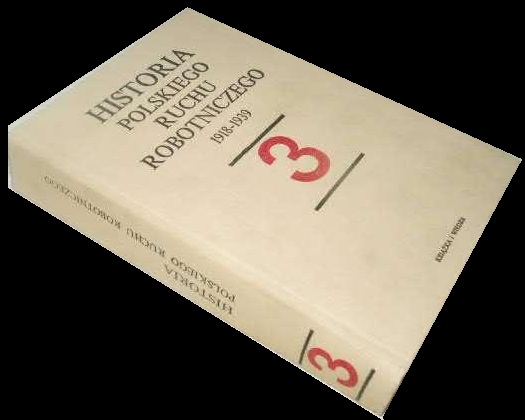 HISTORIA
POLSKIEGO
RUCHU
ROBOTNICZEGO
1918-1939
3
KSIĄŻKA I WIEDZA
HISTORIA
POLSKIEGO RUCHU ROBOTNICZEGO
3